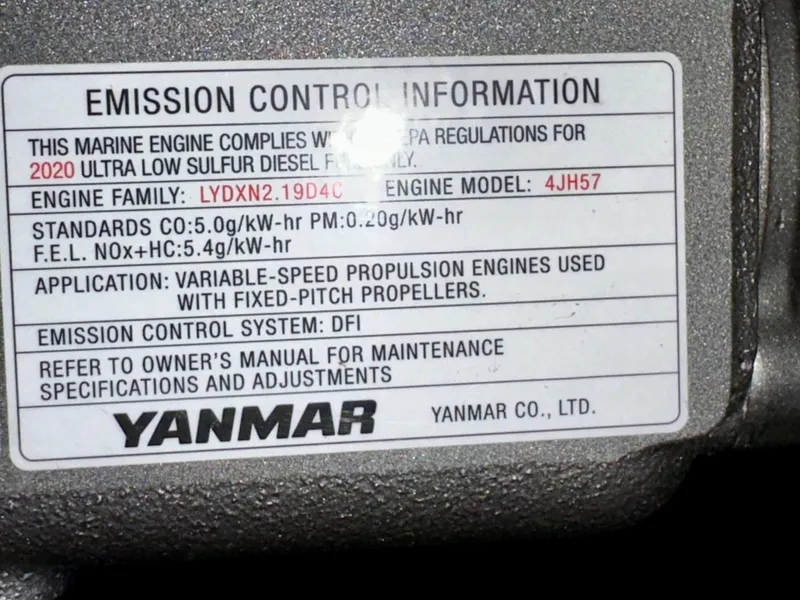 EMISSION CONTROL INFORMATION
THIS MARINE ENGINE COMPLIES EPA REGULATIONS FOR
2020 ULTRA LOW SULFUR DIESEL ONLY.
ENGINE FAMILY: LYDXN2.19D4C ENGINE MODEL: 4JH57
STANDARDS CO:5.0g/kW-hr PM:0.20g/kW-hr
F.E.L. NOx+HC:5.4g/kW-hr
APPLICATION: VARIABLE-SPEED PROPULSION ENGINES USED
WITH FIXED-PITCH PROPELLERS.
EMISSION CONTROL SYSTEM: DFI
REFER TO OWNER'S MANUAL FOR MAINTENANCE
SPECIFICATIONS AND ADJUSTMENTS
YANMAR YANMAR CO., LTD.